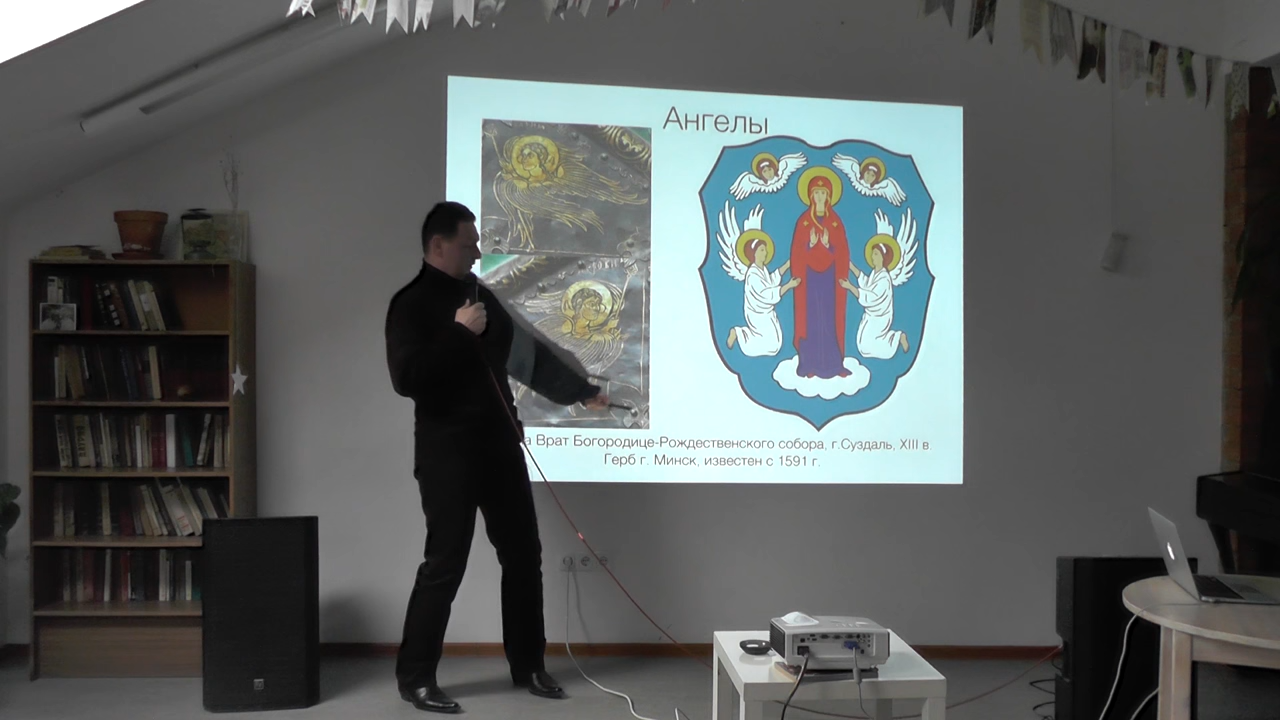 Ангелы
Врат Богородице-Рождественского собора, г.Суздаль, XIII в.
Герб г. Минск, известен с 1591 г.